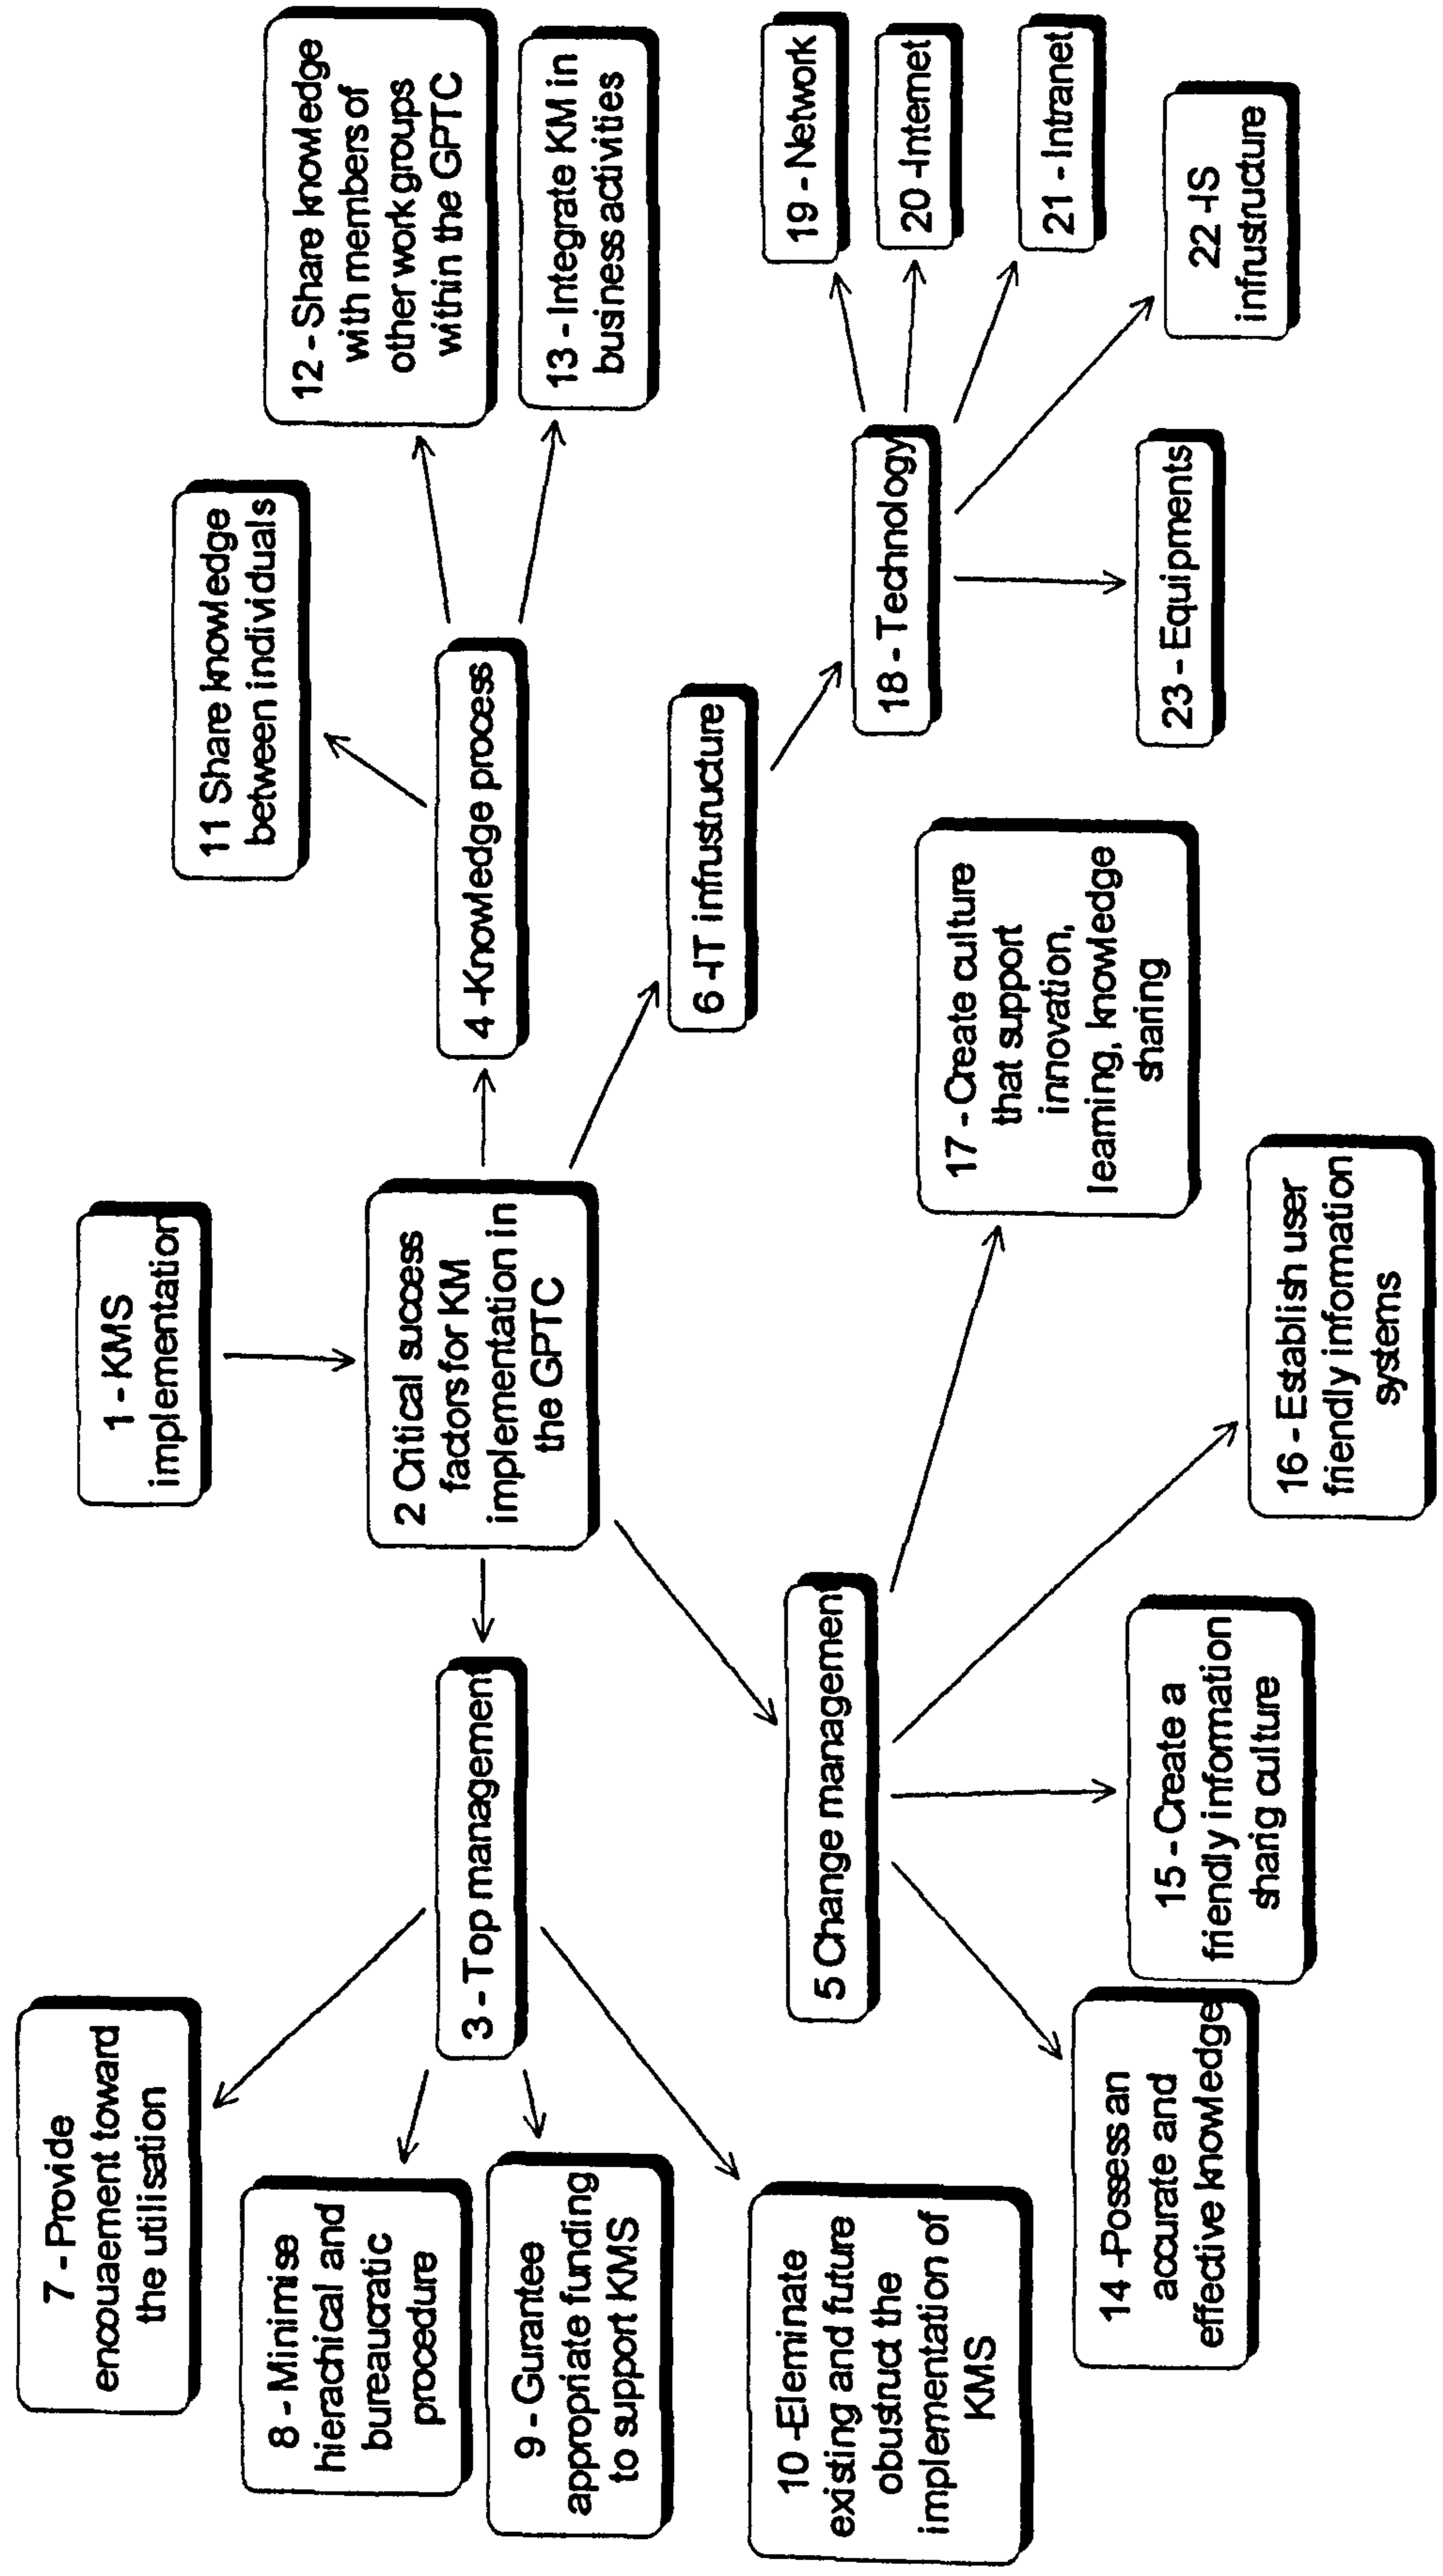 1 - KMS
implementation
2 Critical success
factors for KM
implementation in
the GPTC
3 - Top management
4 -Knowledge process
5 Change management
6 -IT infrustructure
7 - Provide
encouaement toward
the utilisation
8 - Minimise
hierachical and
bureaucratic
procedure
9 - Gurantee
appropriate funding
to support KMS
10 -Eleminate
existing and future
obustruct the
implementation of
KMS
11 Share knowledge
between individuals
12 - Share knowledge
with members of
other work groups
within the GPTC
13 - Integrate KM in
business activities
14 -Possess an
accurate and
effective knowledge
15 - Create a
friendly information
sharig culture
16 - Establish user
friendly information
systems
17 - Create culture
that support
innovation,
learning, knowledge
sharing
18 - Technology
19 - Network
20 -Internet
21 - Intranet
22 -IS
infrustructure
23 - Equipments